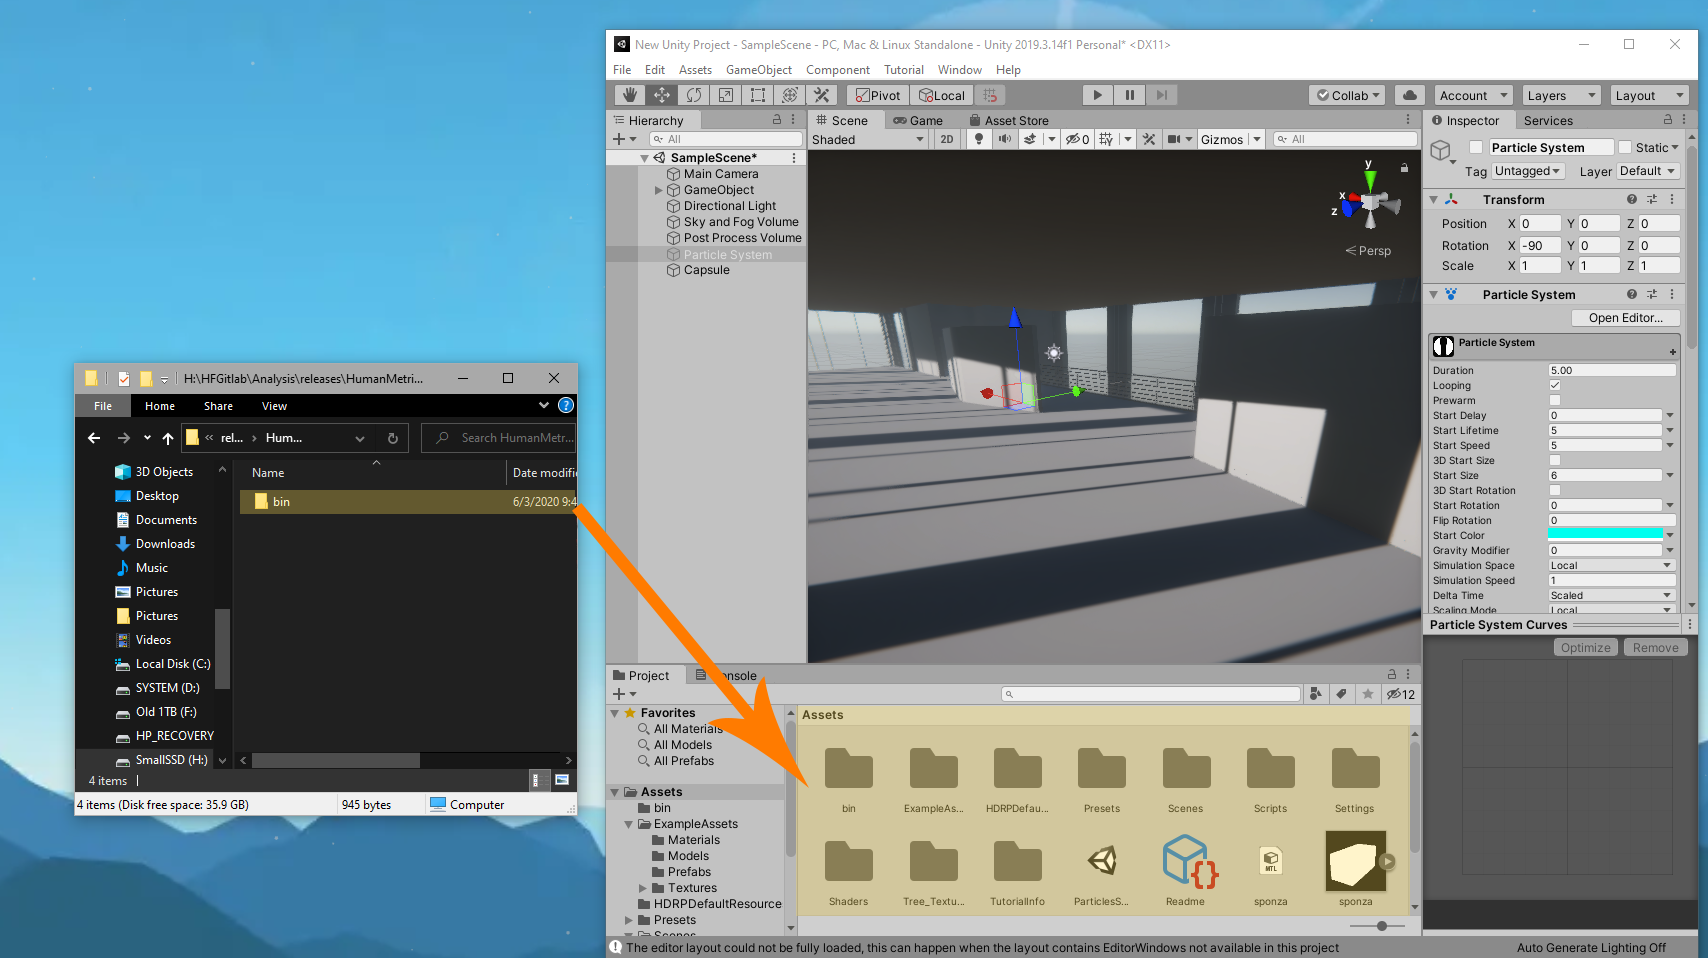 H:\HFGitlab\Analysis\releases\HumanMetri...
File Home Share View
rel... Hum...
Search HumanMetr...
Name Date modific
bin 6/3/2020 9:4
3D Objects
Desktop
Documents
Downloads
Music
Pictures
Pictures
Videos
Local Disk (C:)
SYSTEM (D:)
Old 1TB (F:)
HP_RECOVERY
SmallSSD (H:)
4 items
4 items (Disk free space: 35.9 GB) 945 bytes Computer
New Unity Project - SampleScene - PC, Mac & Linux Standalone - Unity 2019.3.14f1 Personal* <DX11>
File Edit Assets GameObject Component Tutorial Window Help
Pivot Local Collab Account Layers Layout
Hierarchy
All
SampleScene*
Main Camera
GameObject
Directional Light
Sky and Fog Volume
Post Process Volume
Particle System
Capsule
Scene Game Asset Store
Shaded 2D 0 Gizmos All
y
x
z
Persp
Inspector Services
Particle System Static
Tag Untagged Layer Default
Transform
Position X 0 Y 0 Z 0
Rotation X -90 Y 0 Z 0
Scale X 1 Y 1 Z 1
Particle System
Open Editor...
Particle System
Duration 5.00
Looping
Prewarm
Start Delay 0
Start Lifetime 5
Start Speed 5
3D Start Size
Start Size 6
3D Start Rotation
Start Rotation 0
Flip Rotation 0
Start Color
Gravity Modifier 0
Simulation Space Local
Simulation Speed 1
Delta Time Scaled
Scaling Mode Local
Particle System Curves
Optimize Remove
Project onsole
12
Favorites
All Materials
All Models
All Prefabs
Assets
bin
ExampleAssets
Materials
Models
Prefabs
Textures
HDRPDefaultResource
Presets
Scenes
Assets
bin ExampleAs... HDRPDefau... Presets Scenes Scripts Settings
MTL
Shaders Tree_Textu... TutorialInfo ParticlesS... Readme sponza sponza
The editor layout could not be fully loaded, this can happen when the layout contains EditorWindows not available in this project
Auto Generate Lighting Off